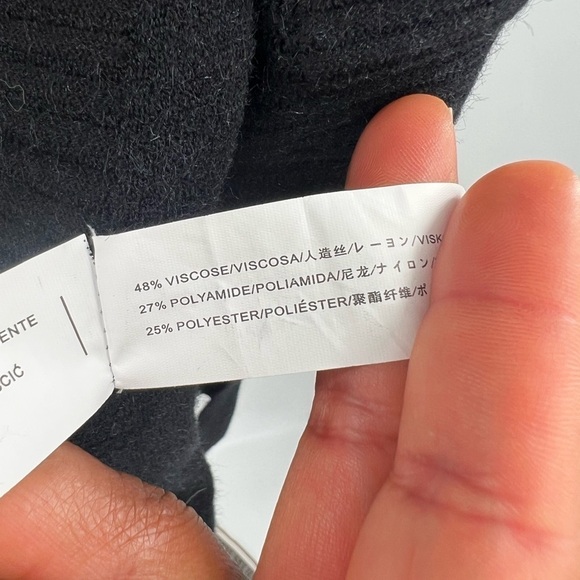 48% VISCOSE/VISCOSA/人造丝/レーヨン/VISK
27% POLYAMIDE/POLIAMIDA/尼龙/ナイロン/
25% POLYESTER/POLIÉSTER/聚酯纤维/ポ
ENTE
CIĆ